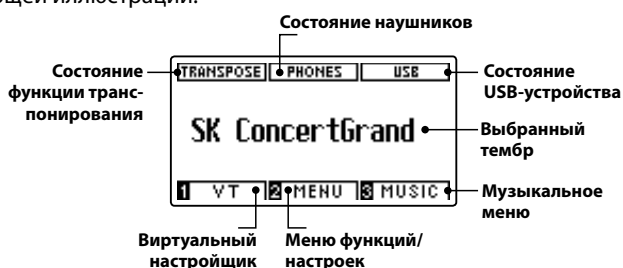 щей иллюстрации.
Состояние наушников
Состояние
функции транс-
понирования
TRANSPOSE PHONES USB
Состояние
USB-устройства
SK ConcertGrand
Выбранный
тембр
1 VT 2 MENU 3 MUSIC
Музыкальное
меню
Виртуальный
настройщик
Меню функций/
настроек